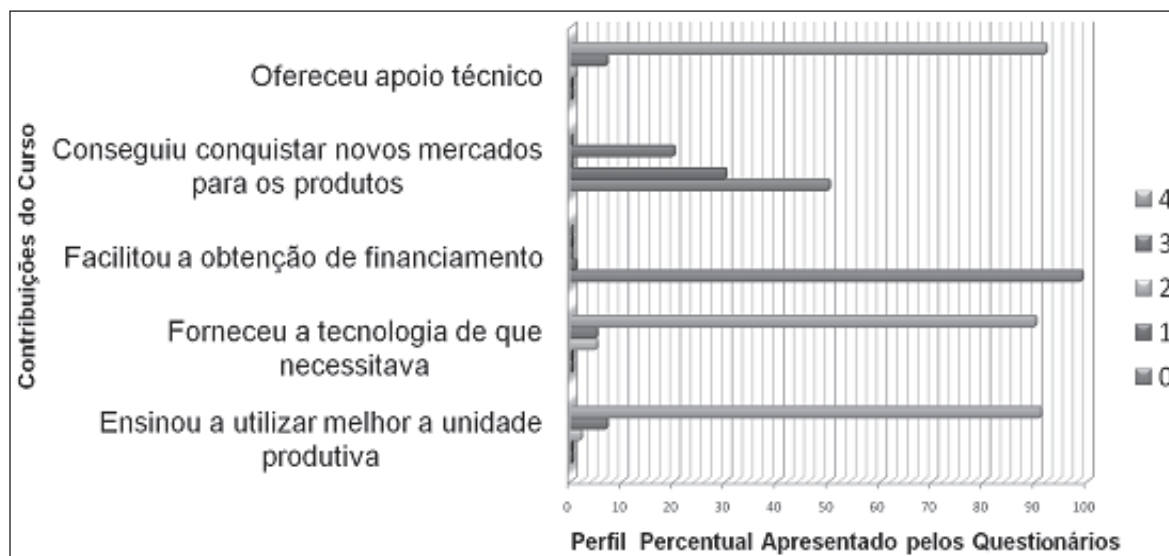 Contribuições do Curso
Ofereceu apoio técnico
Conseguiu conquistar novos mercados
para os produtos
Facilitou a obtenção de financiamento
Forneceu a tecnologia de que
necessitava
Ensinou a utilizar melhor a unidade
produtiva
4
3
2
1
0
0 10 20 30 40 50 60 70 80 90 100
Perfil Percentual Apresentado pelos Questionários